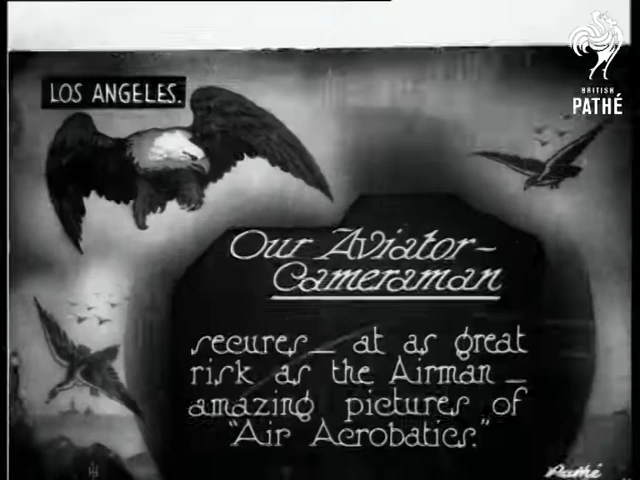 LOS ANGELES.
BRITISH
PATHÉ
Our Aviator-
Cameraman
secures — at as great
risk as the Airman —
amazing pictures of
"Air Acrobatics."
Pathé